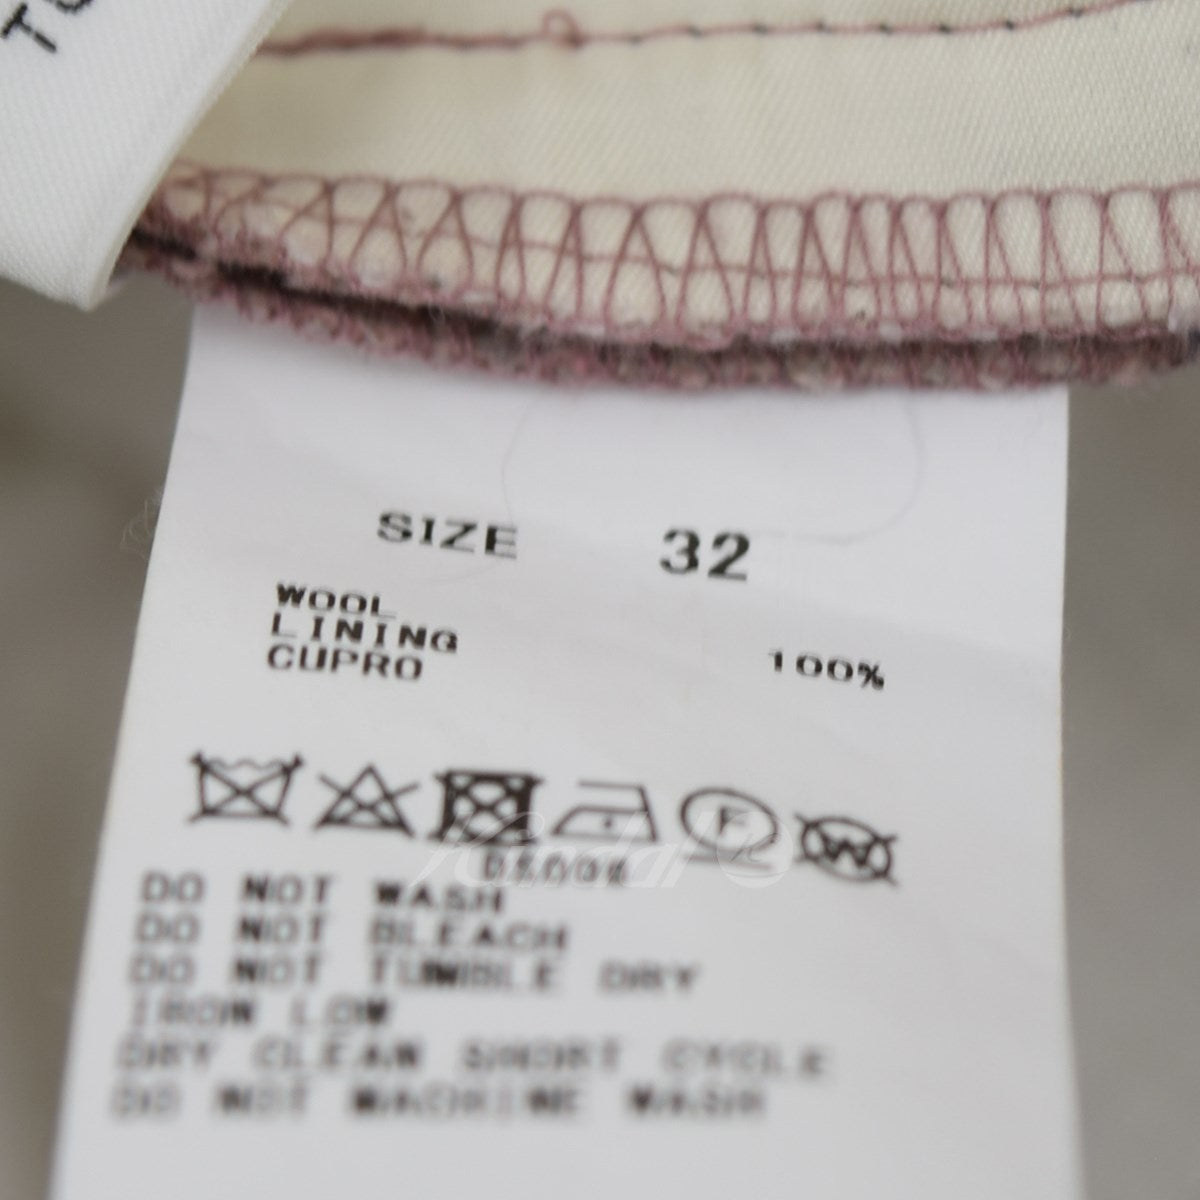 SIZE 32
WOOL
LINING
CUPRO 100%
F W
DO NOT WASH
DO NOT BLEACH
DO NOT TUMBLE DRY
IRON LOW
DRY CLEAN SHORT CYCLE
DO NOT MACHINE WASH
Kindal